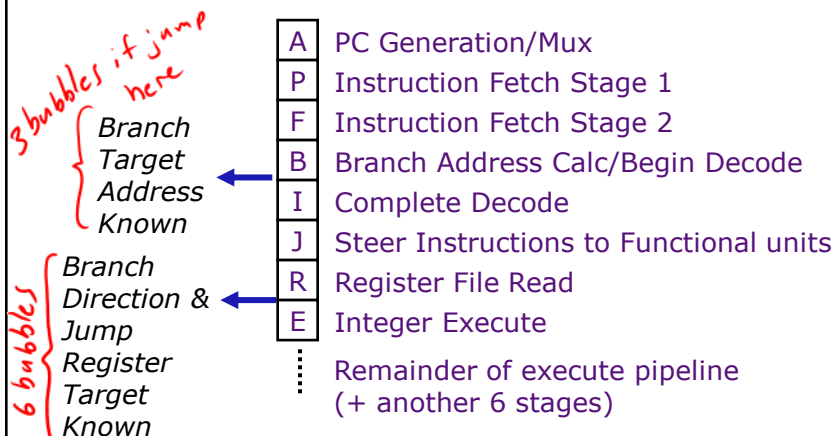 3 bubbles if jump
here
Branch
Target
Address
Known
Branch
Direction &
Jump
Register
Target
Known
6 bubbles
A PC Generation/Mux
P Instruction Fetch Stage 1
F Instruction Fetch Stage 2
B Branch Address Calc/Begin Decode
I Complete Decode
J Steer Instructions to Functional units
R Register File Read
E Integer Execute
Remainder of execute pipeline
(+ another 6 stages)